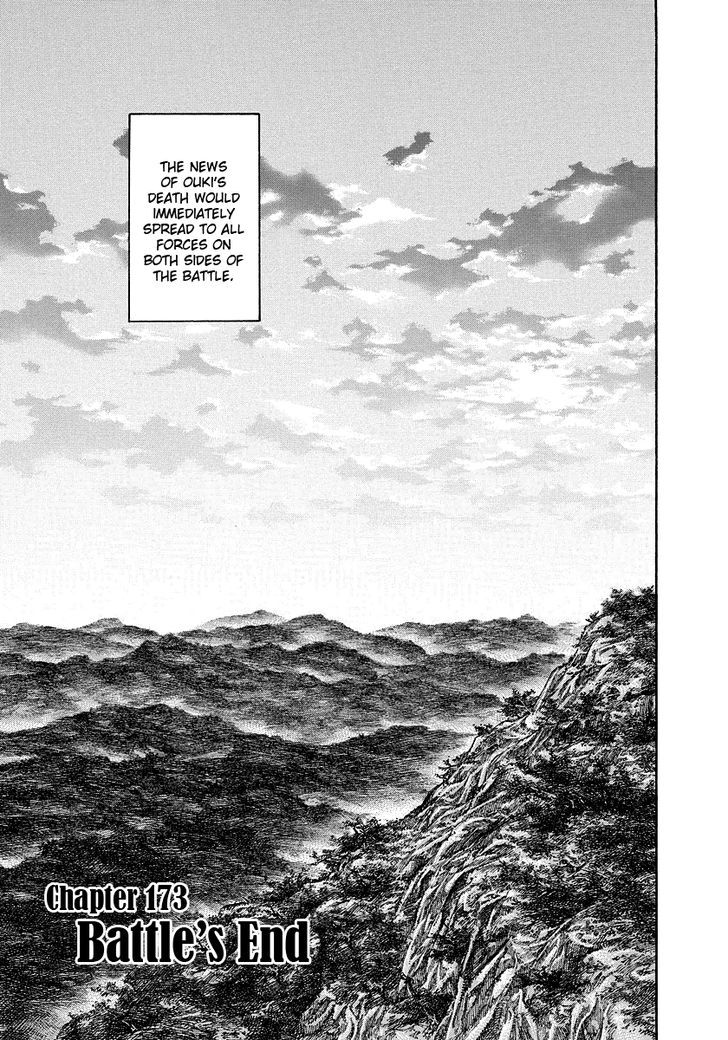 THE NEWS
OF OUKI'S
DEATH WOULD
IMMEDIATELY
SPREAD TO ALL
FORCES ON
BOTH SIDES OF
THE BATTLE.
Chapter 173
Battle's End